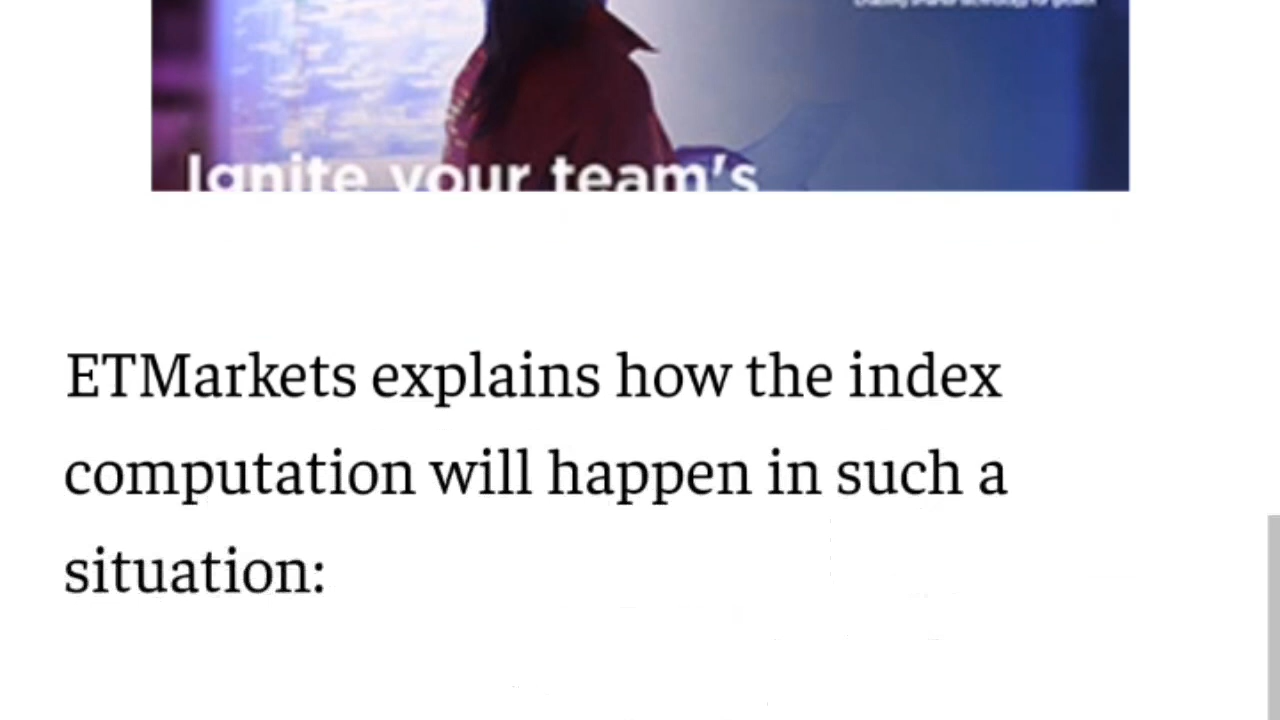 Ignite your team's
ETMarkets explains how the index
computation will happen in such a
situation: